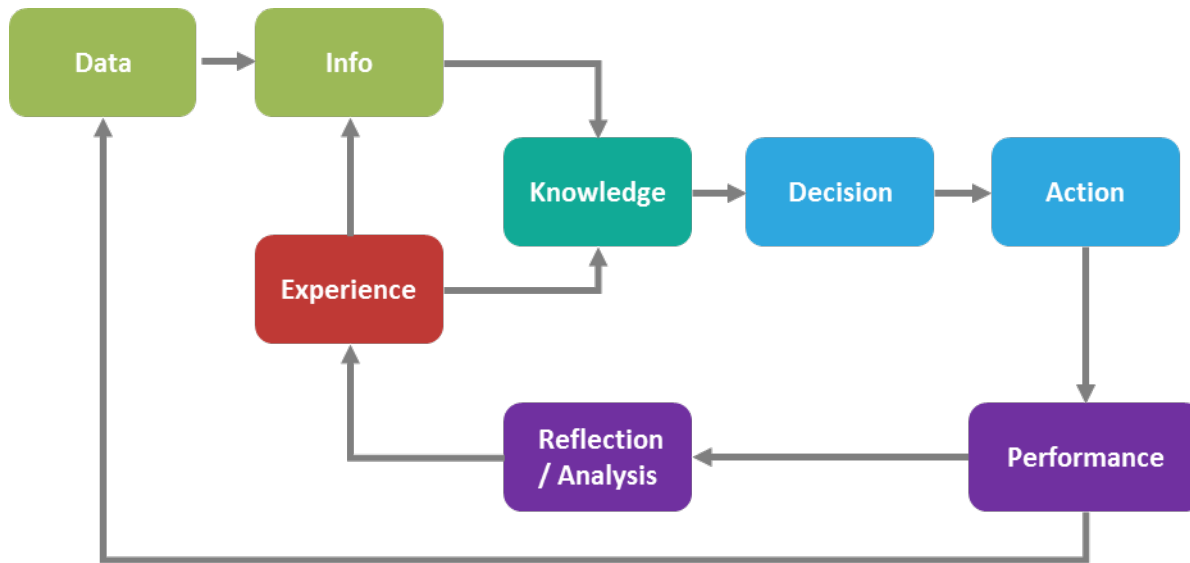 Data
Info
Knowledge
Decision
Action
Experience
Reflection
/ Analysis
Performance